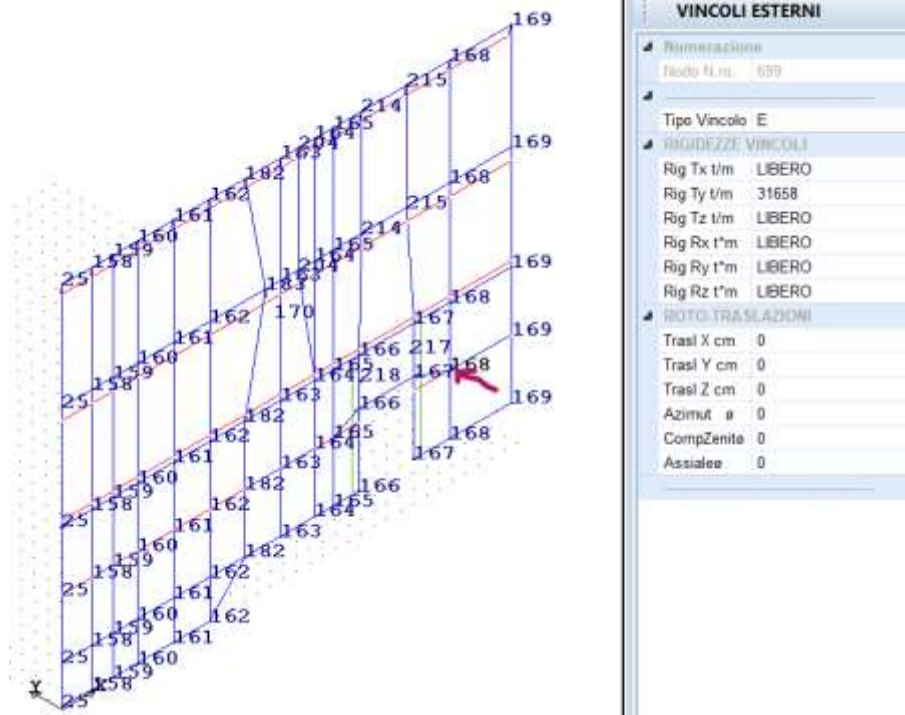 25 158 159 160 161 162 182 163 204 164 165 214 215 168 169
25 158 159 160 161 162 183 163 204 164 165 214 215 168 169
170
25 158 159 160 161 162 182 163 164 165 166 167 168 169
217
218
25 158 159 160 161 162 182 163 164 165 166 167 168 169
25 158 159 160 161 162 182 163 164 165 166 167 168 169
25 158 159 160 161 162
Y
X
VINCOLI ESTERNI
Numerazione
Nodo N.ro. 699
Tipo Vincolo E
RIGIDEZZE VINCOLI
Rig Tx t/m LIBERO
Rig Ty t/m 31658
Rig Tz t/m LIBERO
Rig Rx t*m LIBERO
Rig Ry t*m LIBERO
Rig Rz t*m LIBERO
ROTO-TRASLAZIONI
Trasl X cm 0
Trasl Y cm 0
Trasl Z cm 0
Azimut ø 0
CompZenitø 0
Assialeø 0